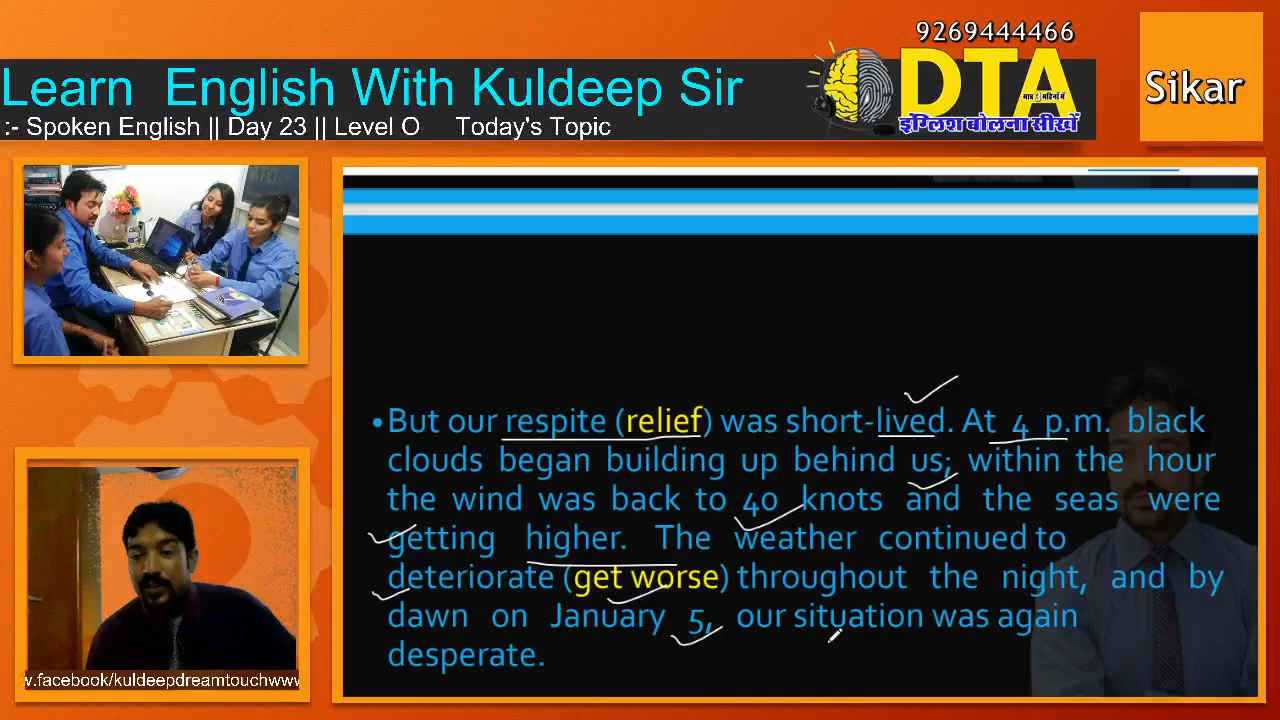 9269444466
Learn English With Kuldeep Sir
:- Spoken English || Day 23 || Level O Today's Topic
DTA
इंग्लिश बोलना सीखें
Sikar
•But our respite (relief) was short-lived. At 4 p.m. black
clouds began building up behind us; within the hour
the wind was back to 40 knots and the seas were
getting higher. The weather continued to
deteriorate (get worse) throughout the night, and by
dawn on January 5, our situation was again
desperate.
w.facebook/kuldeepdreamtouchwww